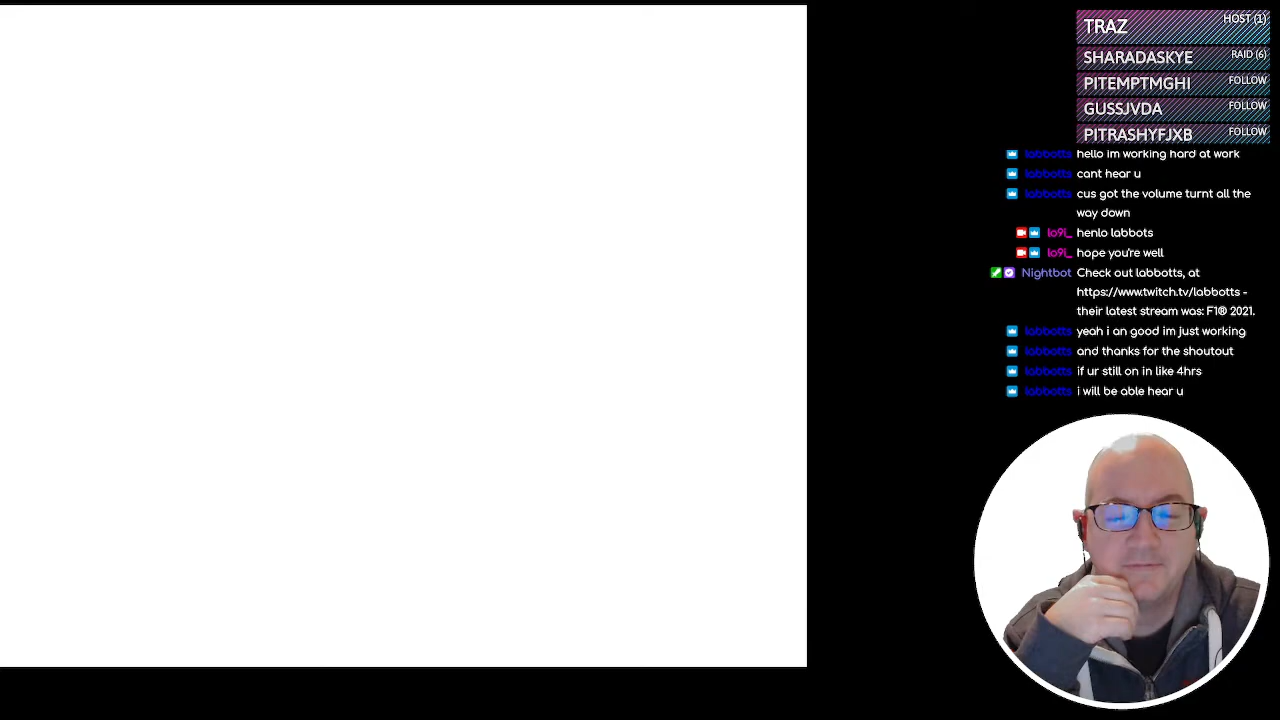 TRAZ HOST (1)
SHARADASKYE RAID (6)
PITEMPTMGHI FOLLOW
GUSSJVDA FOLLOW
PITRASHYFJXB FOLLOW
labbotts hello im working hard at work
labbotts cant hear u
labbotts cus got the volume turnt all the
way down
lo9i_ henlo labbots
lo9i_ hope you're well
Nightbot Check out labbotts, at
https://www.twitch.tv/labbotts -
their latest stream was: F1® 2021.
labbotts yeah i an good im just working
labbotts and thanks for the shoutout
labbotts if ur still on in like 4hrs
labbotts i will be able hear u